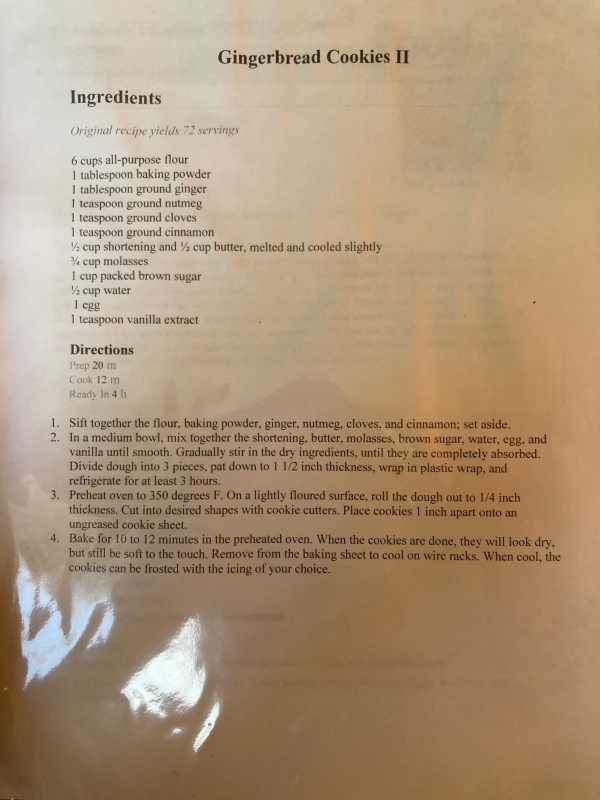 Gingerbread Cookies II
Ingredients
Original recipe yields 72 servings
6 cups all-purpose flour
1 tablespoon baking powder
1 tablespoon ground ginger
1 teaspoon ground nutmeg
1 teaspoon ground cloves
1 teaspoon ground cinnamon
½ cup shortening and ½ cup butter, melted and cooled slightly
¾ cup molasses
1 cup packed brown sugar
½ cup water
1 egg
1 teaspoon vanilla extract
Directions
Prep 20 m
Cook 12 m
Ready In 4 h
1. Sift together the flour, baking powder, ginger, nutmeg, cloves, and cinnamon; set aside.
2. In a medium bowl, mix together the shortening, butter, molasses, brown sugar, water, egg, and
vanilla until smooth. Gradually stir in the dry ingredients, until they are completely absorbed.
Divide dough into 3 pieces, pat down to 1 1/2 inch thickness, wrap in plastic wrap, and
refrigerate for at least 3 hours.
3. Preheat oven to 350 degrees F. On a lightly floured surface, roll the dough out to 1/4 inch
thickness. Cut into desired shapes with cookie cutters. Place cookies 1 inch apart onto an
ungreased cookie sheet.
4. Bake for 10 to 12 minutes in the preheated oven. When the cookies are done, they will look dry,
but still be soft to the touch. Remove from the baking sheet to cool on wire racks. When cool, the
cookies can be frosted with the icing of your choice.